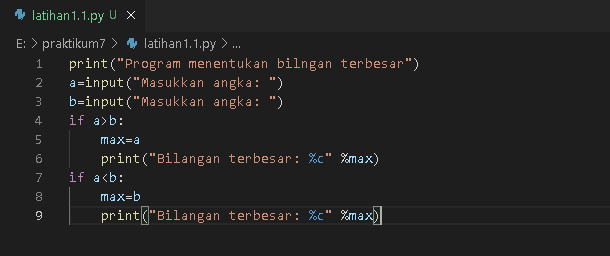 latihan1.1.py U ×
E: > praktikum7 > latihan1.1.py > ...
1 print("Program menentukan bilngan terbesar")
2 a=input("Masukkan angka: ")
3 b=input("Masukkan angka: ")
4 if a>b:
5     max=a
6     print("Bilangan terbesar: %c" %max)
7 if a<b:
8     max=b
9     print("Bilangan terbesar: %c" %max)